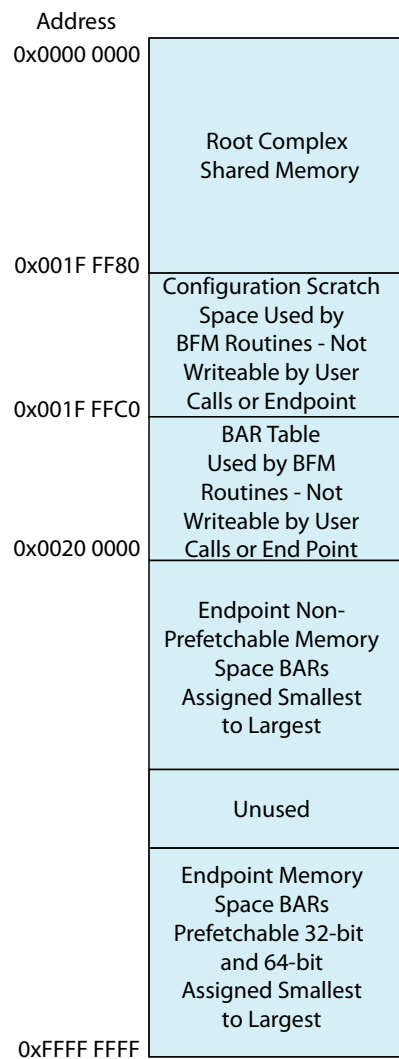 Address
0x0000 0000
Root Complex
Shared Memory
0x001F FF80
Configuration Scratch
Space Used by
BFM Routines - Not
Writeable by User
Calls or Endpoint
0x001F FFC0
BAR Table
Used by BFM
Routines - Not
Writeable by User
Calls or End Point
0x0020 0000
Endpoint Non-
Prefetchable Memory
Space BARs
Assigned Smallest
to Largest
Unused
Endpoint Memory
Space BARs
Prefetchable 32-bit
and 64-bit
Assigned Smallest
to Largest
0xFFFF FFFF